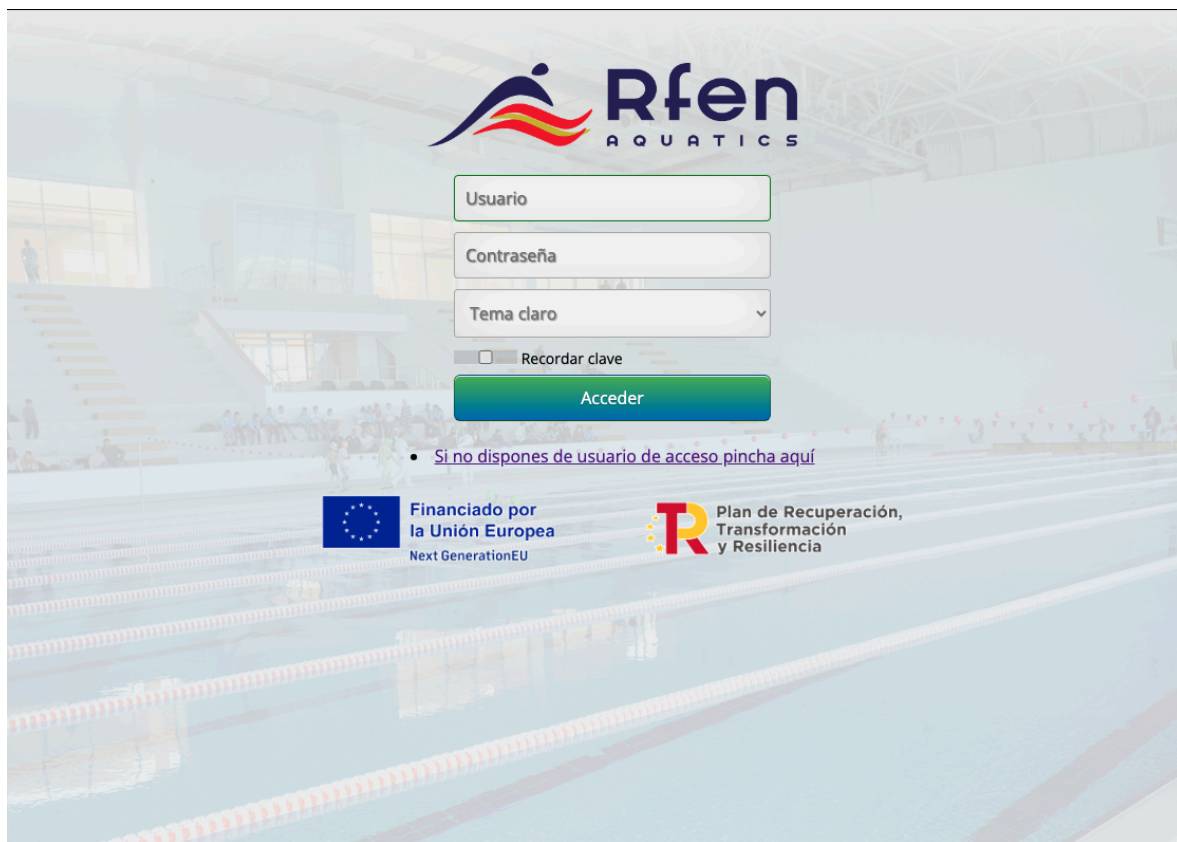 Rfen
AQUATICS
Usuario
Contraseña
Tema claro
Recordar clave
Acceder
Si no dispones de usuario de acceso pincha aquí
Financiado por
la Unión Europea
Next GenerationEU
Plan de Recuperación,
Transformación
y Resiliencia